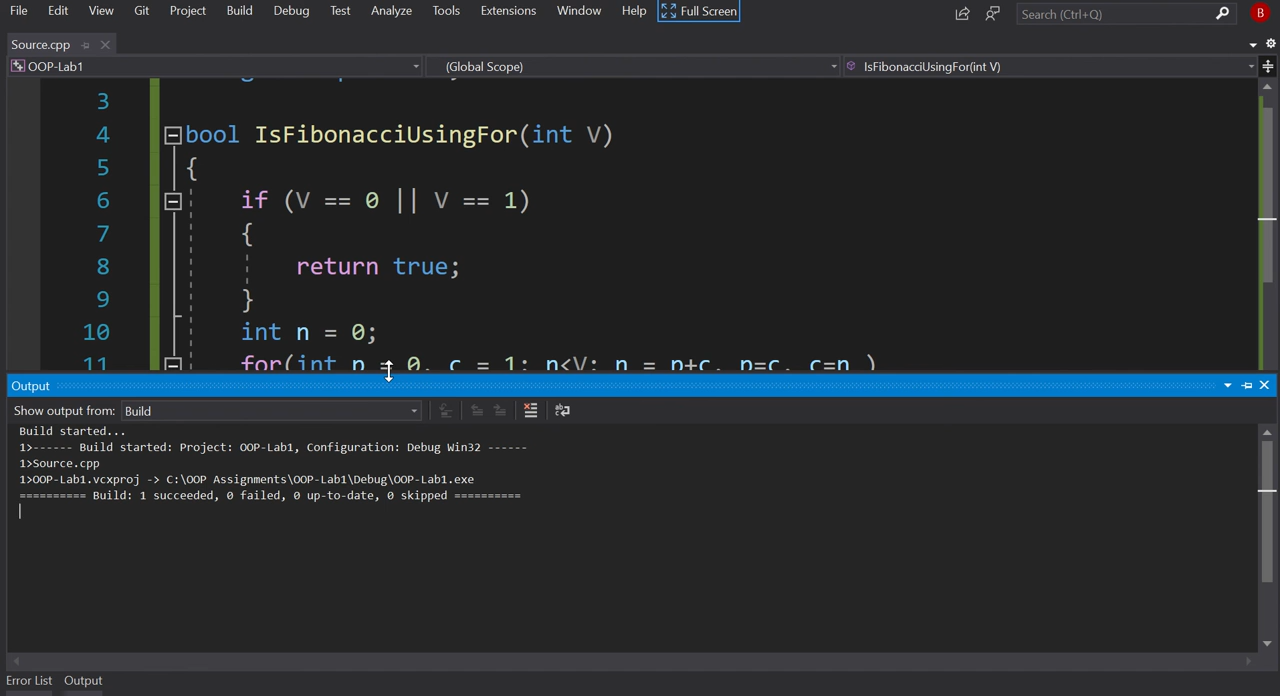 File Edit View Git Project Build Debug Test Analyze Tools Extensions Window Help Full Screen Search (Ctrl+Q) B
Source.cpp
OOP-Lab1 (Global Scope) IsFibonacciUsingFor(int V)
3
4 bool IsFibonacciUsingFor(int V)
5 {
6 if (V == 0 || V == 1)
7 {
8 return true;
9 }
10 int n = 0;
11 for(int p = 0, c = 1; n<V; n = p+c, p=c, c=n )
Output
Show output from: Build
Build started...
1>------ Build started: Project: OOP-Lab1, Configuration: Debug Win32 ------
1>Source.cpp
1>OOP-Lab1.vcxproj -> C:\OOP Assignments\OOP-Lab1\Debug\OOP-Lab1.exe
========== Build: 1 succeeded, 0 failed, 0 up-to-date, 0 skipped ==========
Error List Output